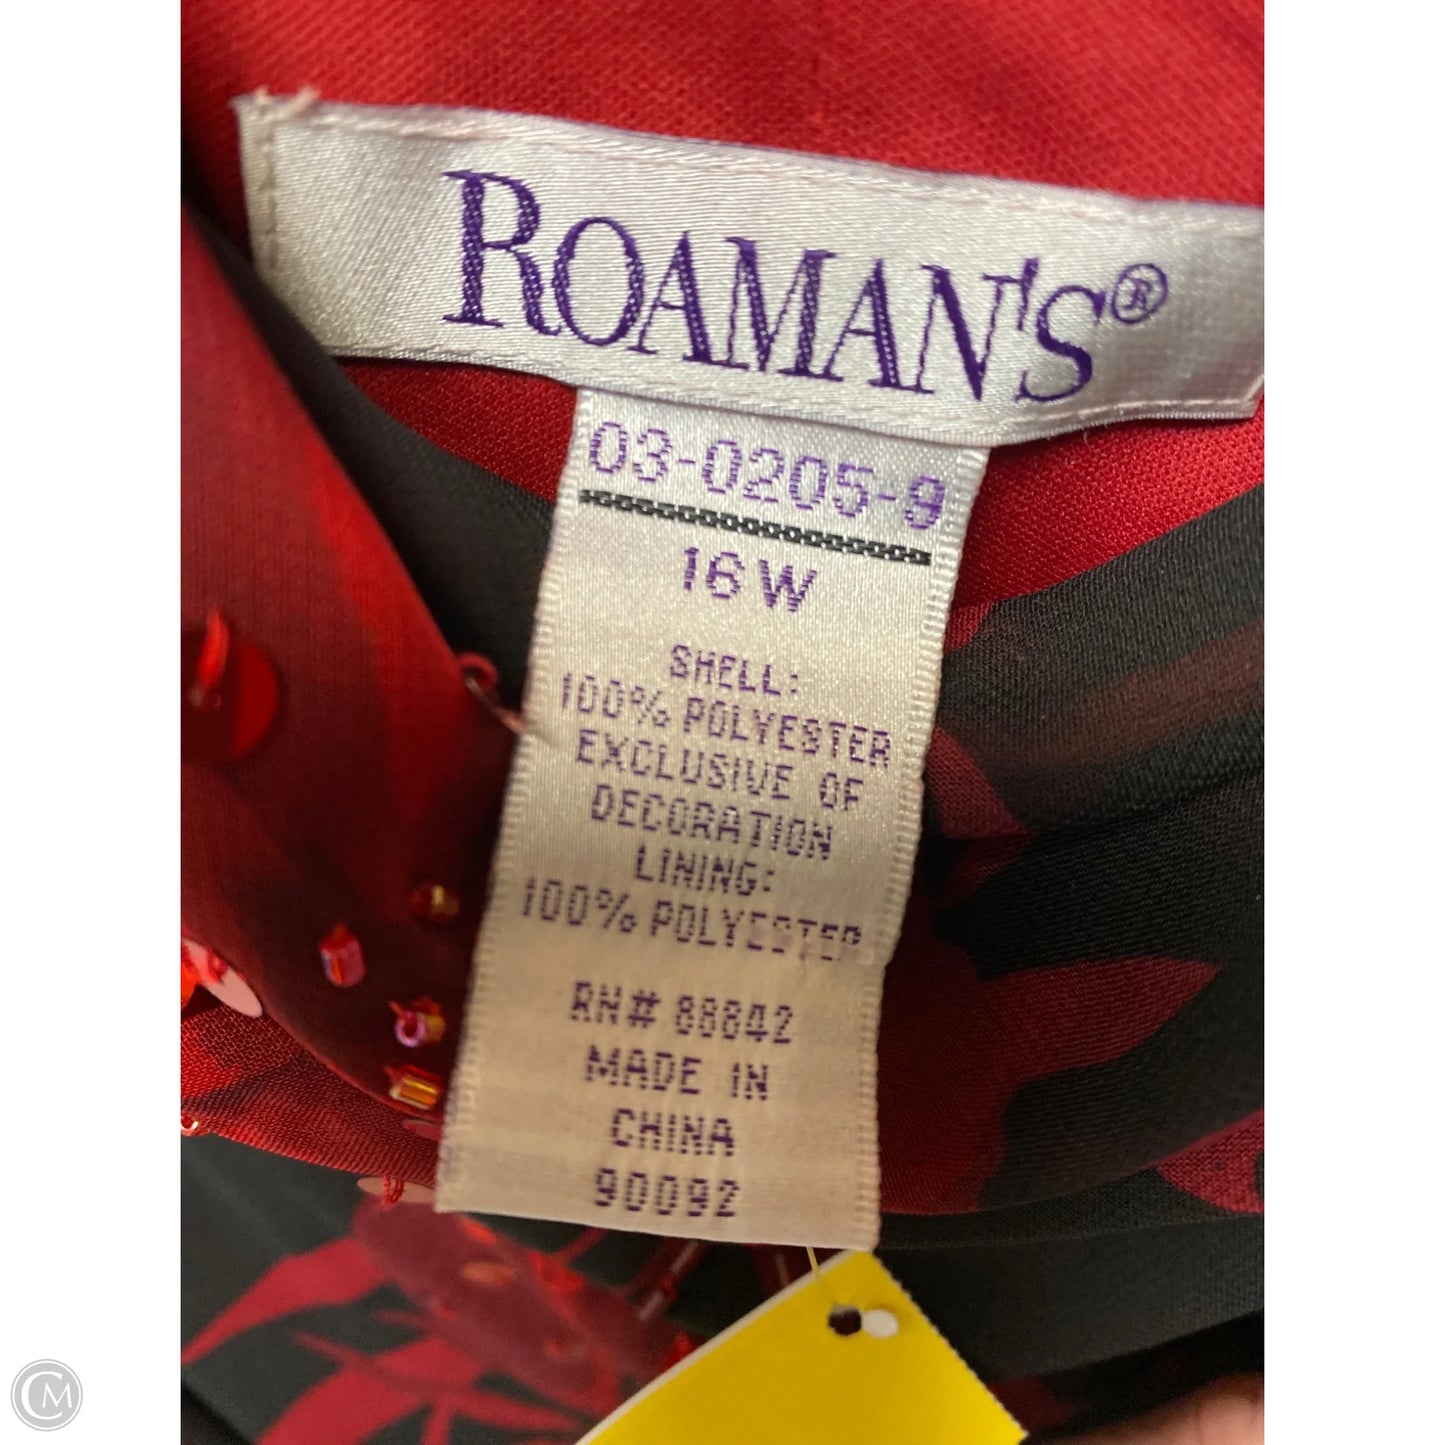 ROAMAN'S®
03-0205-9
16W
SHELL:
100% POLYESTER
EXCLUSIVE OF
DECORATION
LINING:
100% POLYESTER
RN# 88842
MADE IN
CHINA
90092
CM